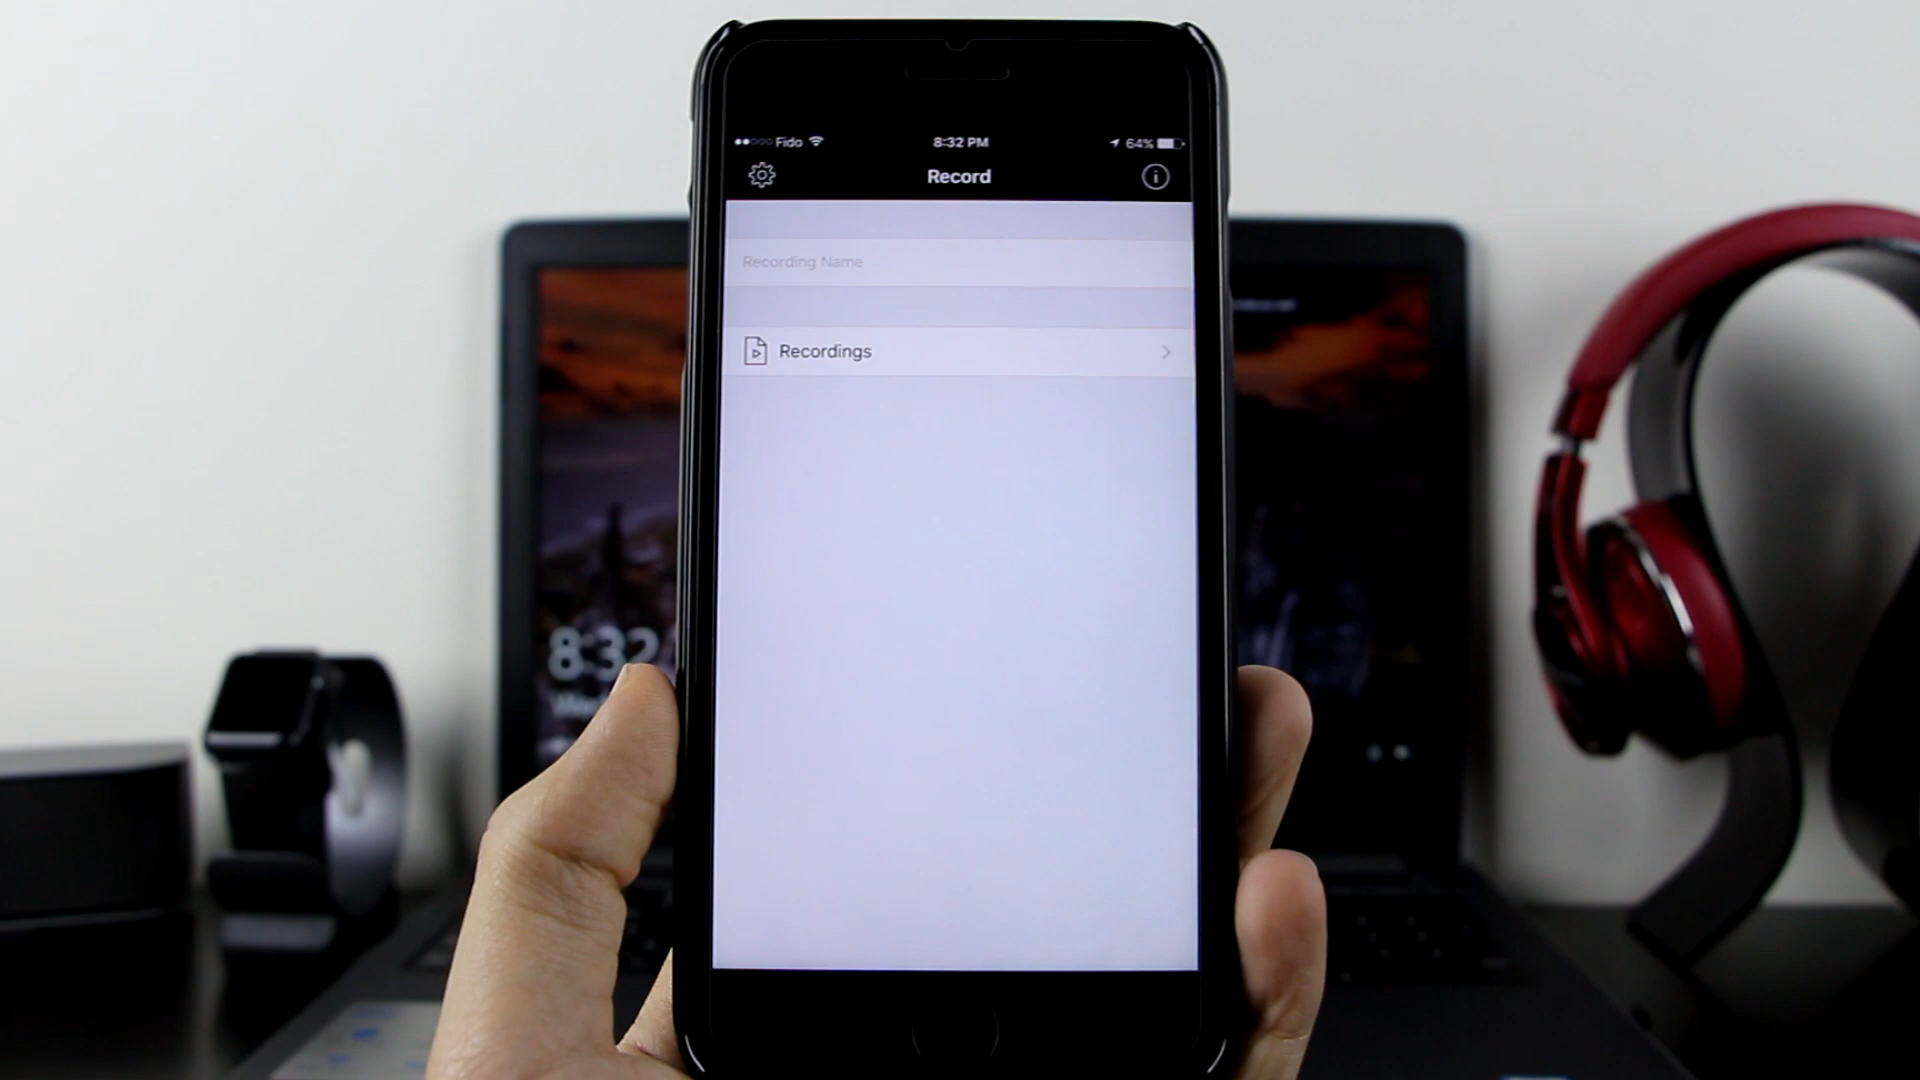 Fido
8:32 PM
64%
Record
Recording Name
Recordings
8:32